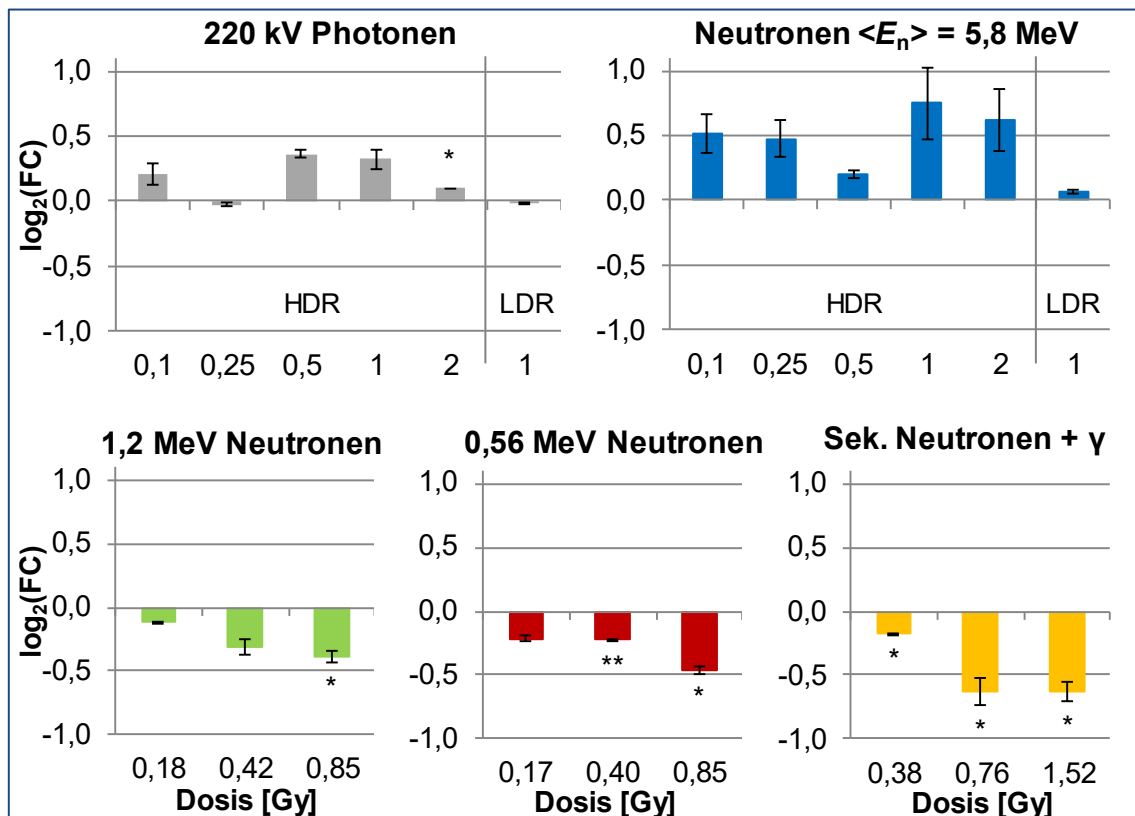 220 kV Photonen
log₂(FC)
1,0
0,5
0,0
-0,5
-1,0
*
HDR
LDR
0,1 0,25 0,5 1 2 1
Neutronen <Eₙ> = 5,8 MeV
1,0
0,5
0,0
-0,5
-1,0
HDR
LDR
0,1 0,25 0,5 1 2 1
1,2 MeV Neutronen
log₂(FC)
1,0
0,5
0,0
-0,5
-1,0
*
0,18 0,42 0,85
Dosis [Gy]
0,56 MeV Neutronen
1,0
0,5
0,0
-0,5
-1,0
** *
0,17 0,40 0,85
Dosis [Gy]
Sek. Neutronen + γ
1,0
0,5
0,0
-0,5
-1,0
* * *
0,38 0,76 1,52
Dosis [Gy]